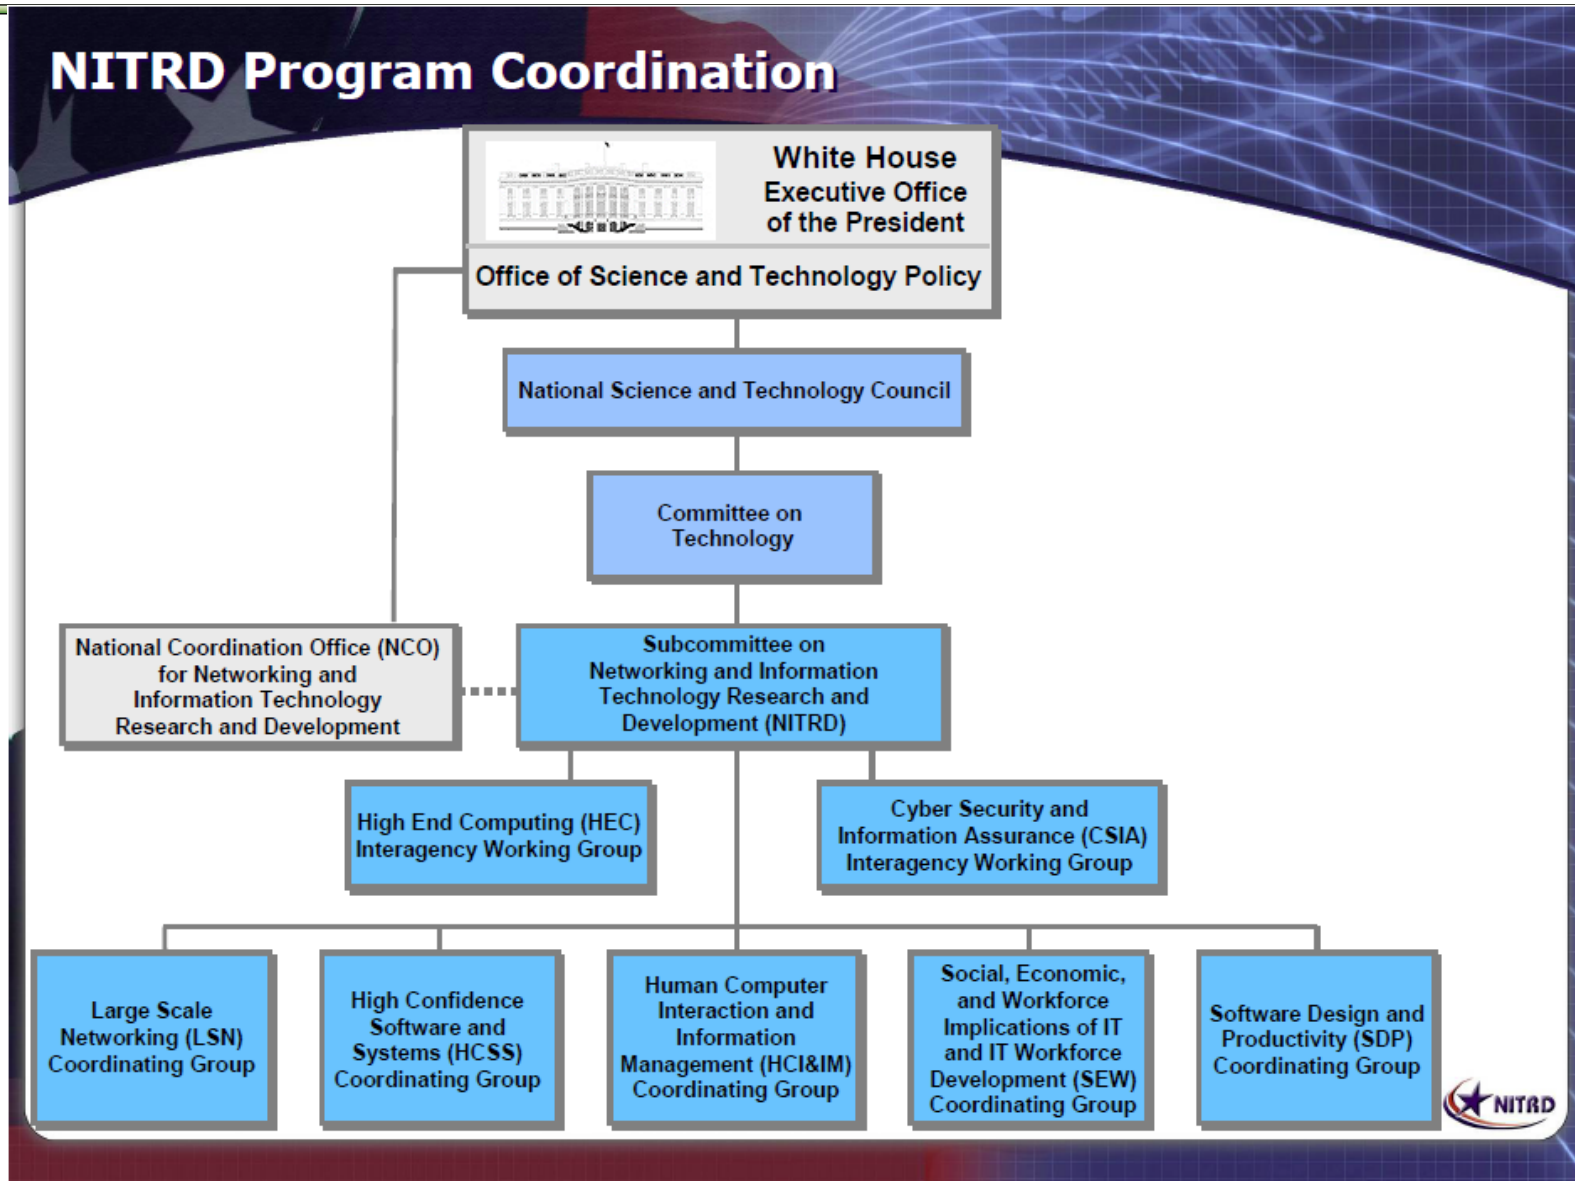 NITRD Program Coordination
White House
Executive Office
of the President
Office of Science and Technology Policy
National Science and Technology Council
Committee on
Technology
National Coordination Office (NCO)
for Networking and
Information Technology
Research and Development
Subcommittee on
Networking and Information
Technology Research and
Development (NITRD)
High End Computing (HEC)
Interagency Working Group
Cyber Security and
Information Assurance (CSIA)
Interagency Working Group
Large Scale
Networking (LSN)
Coordinating Group
High Confidence
Software and
Systems (HCSS)
Coordinating Group
Human Computer
Interaction and
Information
Management (HCI&IM)
Coordinating Group
Social, Economic,
and Workforce
Implications of IT
and IT Workforce
Development (SEW)
Coordinating Group
Software Design and
Productivity (SDP)
Coordinating Group
NITRD